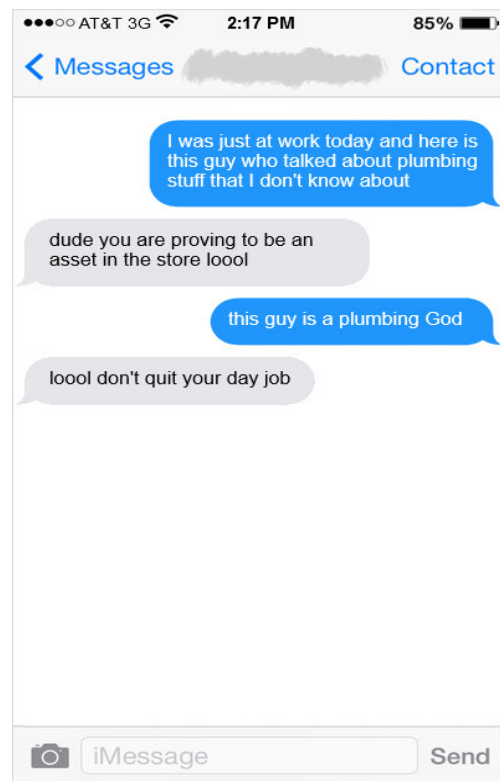 AT&T 3G 2:17 PM 85%
Messages Contact
I was just at work today and here is
this guy who talked about plumbing
stuff that I don't know about
dude you are proving to be an
asset in the store loool
this guy is a plumbing God
loool don't quit your day job
iMessage Send